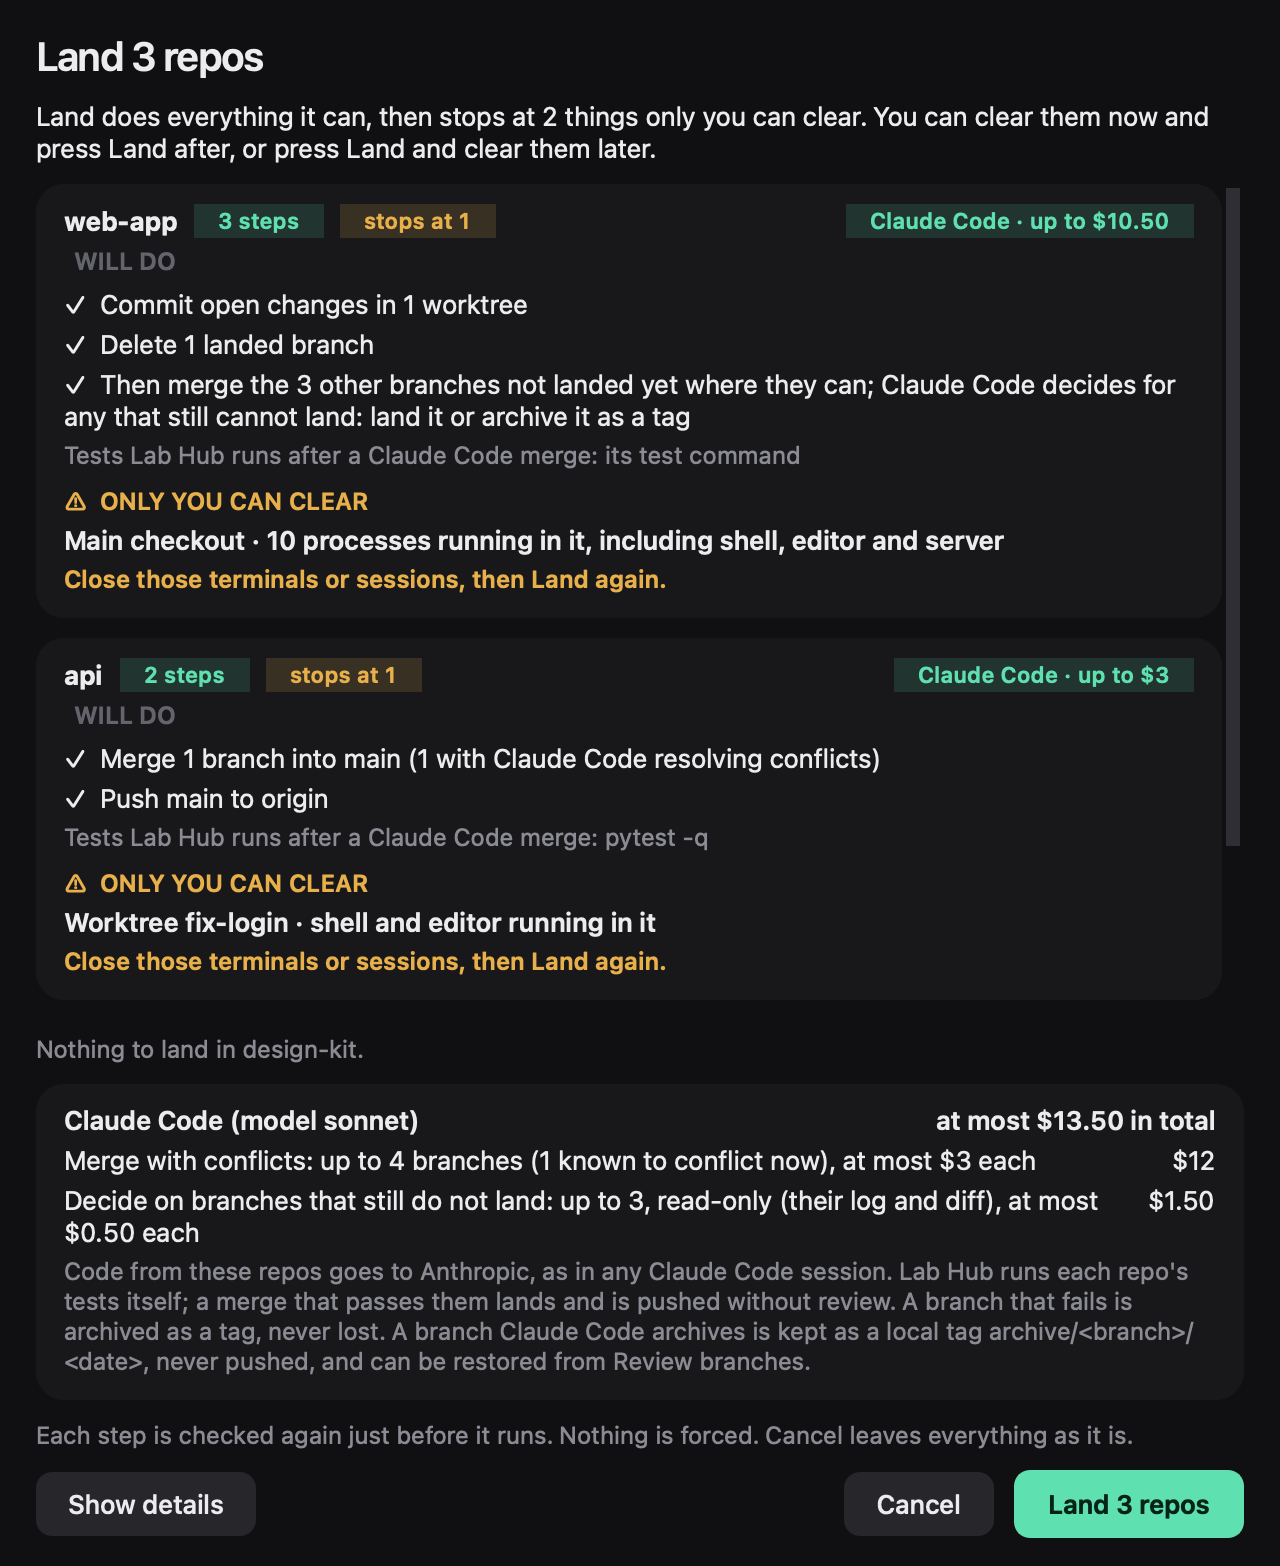 Land 3 repos
Land does everything it can, then stops at 2 things only you can clear. You can clear them now and
press Land after, or press Land and clear them later.
web-app 3 steps stops at 1 Claude Code · up to $10.50
WILL DO
✓ Commit open changes in 1 worktree
✓ Delete 1 landed branch
✓ Then merge the 3 other branches not landed yet where they can; Claude Code decides for
any that still cannot land: land it or archive it as a tag
Tests Lab Hub runs after a Claude Code merge: its test command
⚠ ONLY YOU CAN CLEAR
Main checkout · 10 processes running in it, including shell, editor and server
Close those terminals or sessions, then Land again.
api 2 steps stops at 1 Claude Code · up to $3
WILL DO
✓ Merge 1 branch into main (1 with Claude Code resolving conflicts)
✓ Push main to origin
Tests Lab Hub runs after a Claude Code merge: pytest -q
⚠ ONLY YOU CAN CLEAR
Worktree fix-login · shell and editor running in it
Close those terminals or sessions, then Land again.
Nothing to land in design-kit.
Claude Code (model sonnet) at most $13.50 in total
Merge with conflicts: up to 4 branches (1 known to conflict now), at most $3 each $12
Decide on branches that still do not land: up to 3, read-only (their log and diff), at most $1.50
$0.50 each
Code from these repos goes to Anthropic, as in any Claude Code session. Lab Hub runs each repo's
tests itself; a merge that passes them lands and is pushed without review. A branch that fails is
archived as a tag, never lost. A branch Claude Code archives is kept as a local tag archive/<branch>/
<date>, never pushed, and can be restored from Review branches.
Each step is checked again just before it runs. Nothing is forced. Cancel leaves everything as it is.
Show details Cancel Land 3 repos